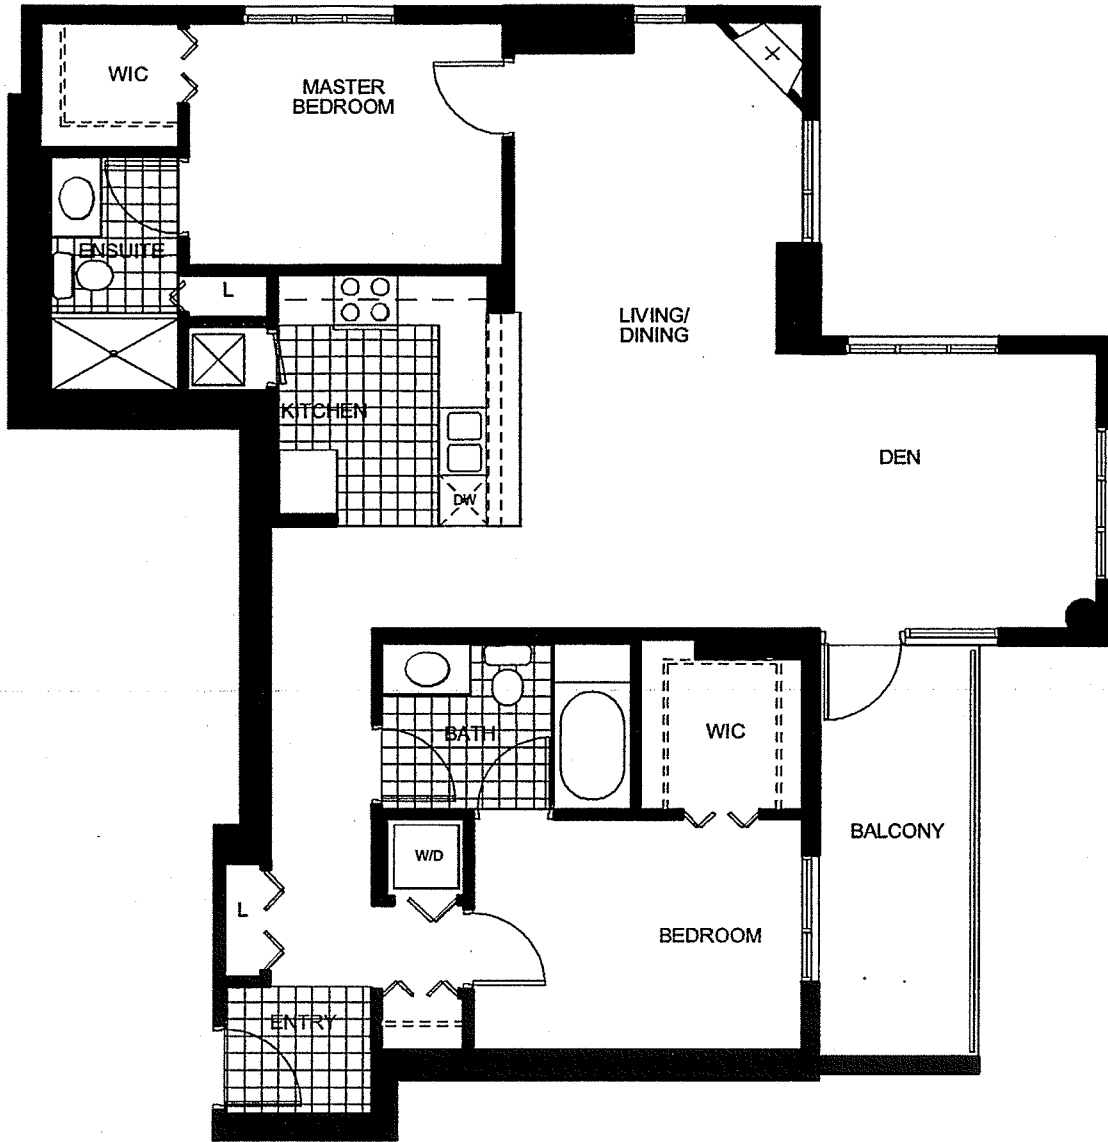 WIC
MASTER
BEDROOM
ENSUITE
L
LIVING/
DINING
KITCHEN
DEN
DW
BATH
WIC
BALCONY
W/D
L
BEDROOM
ENTRY